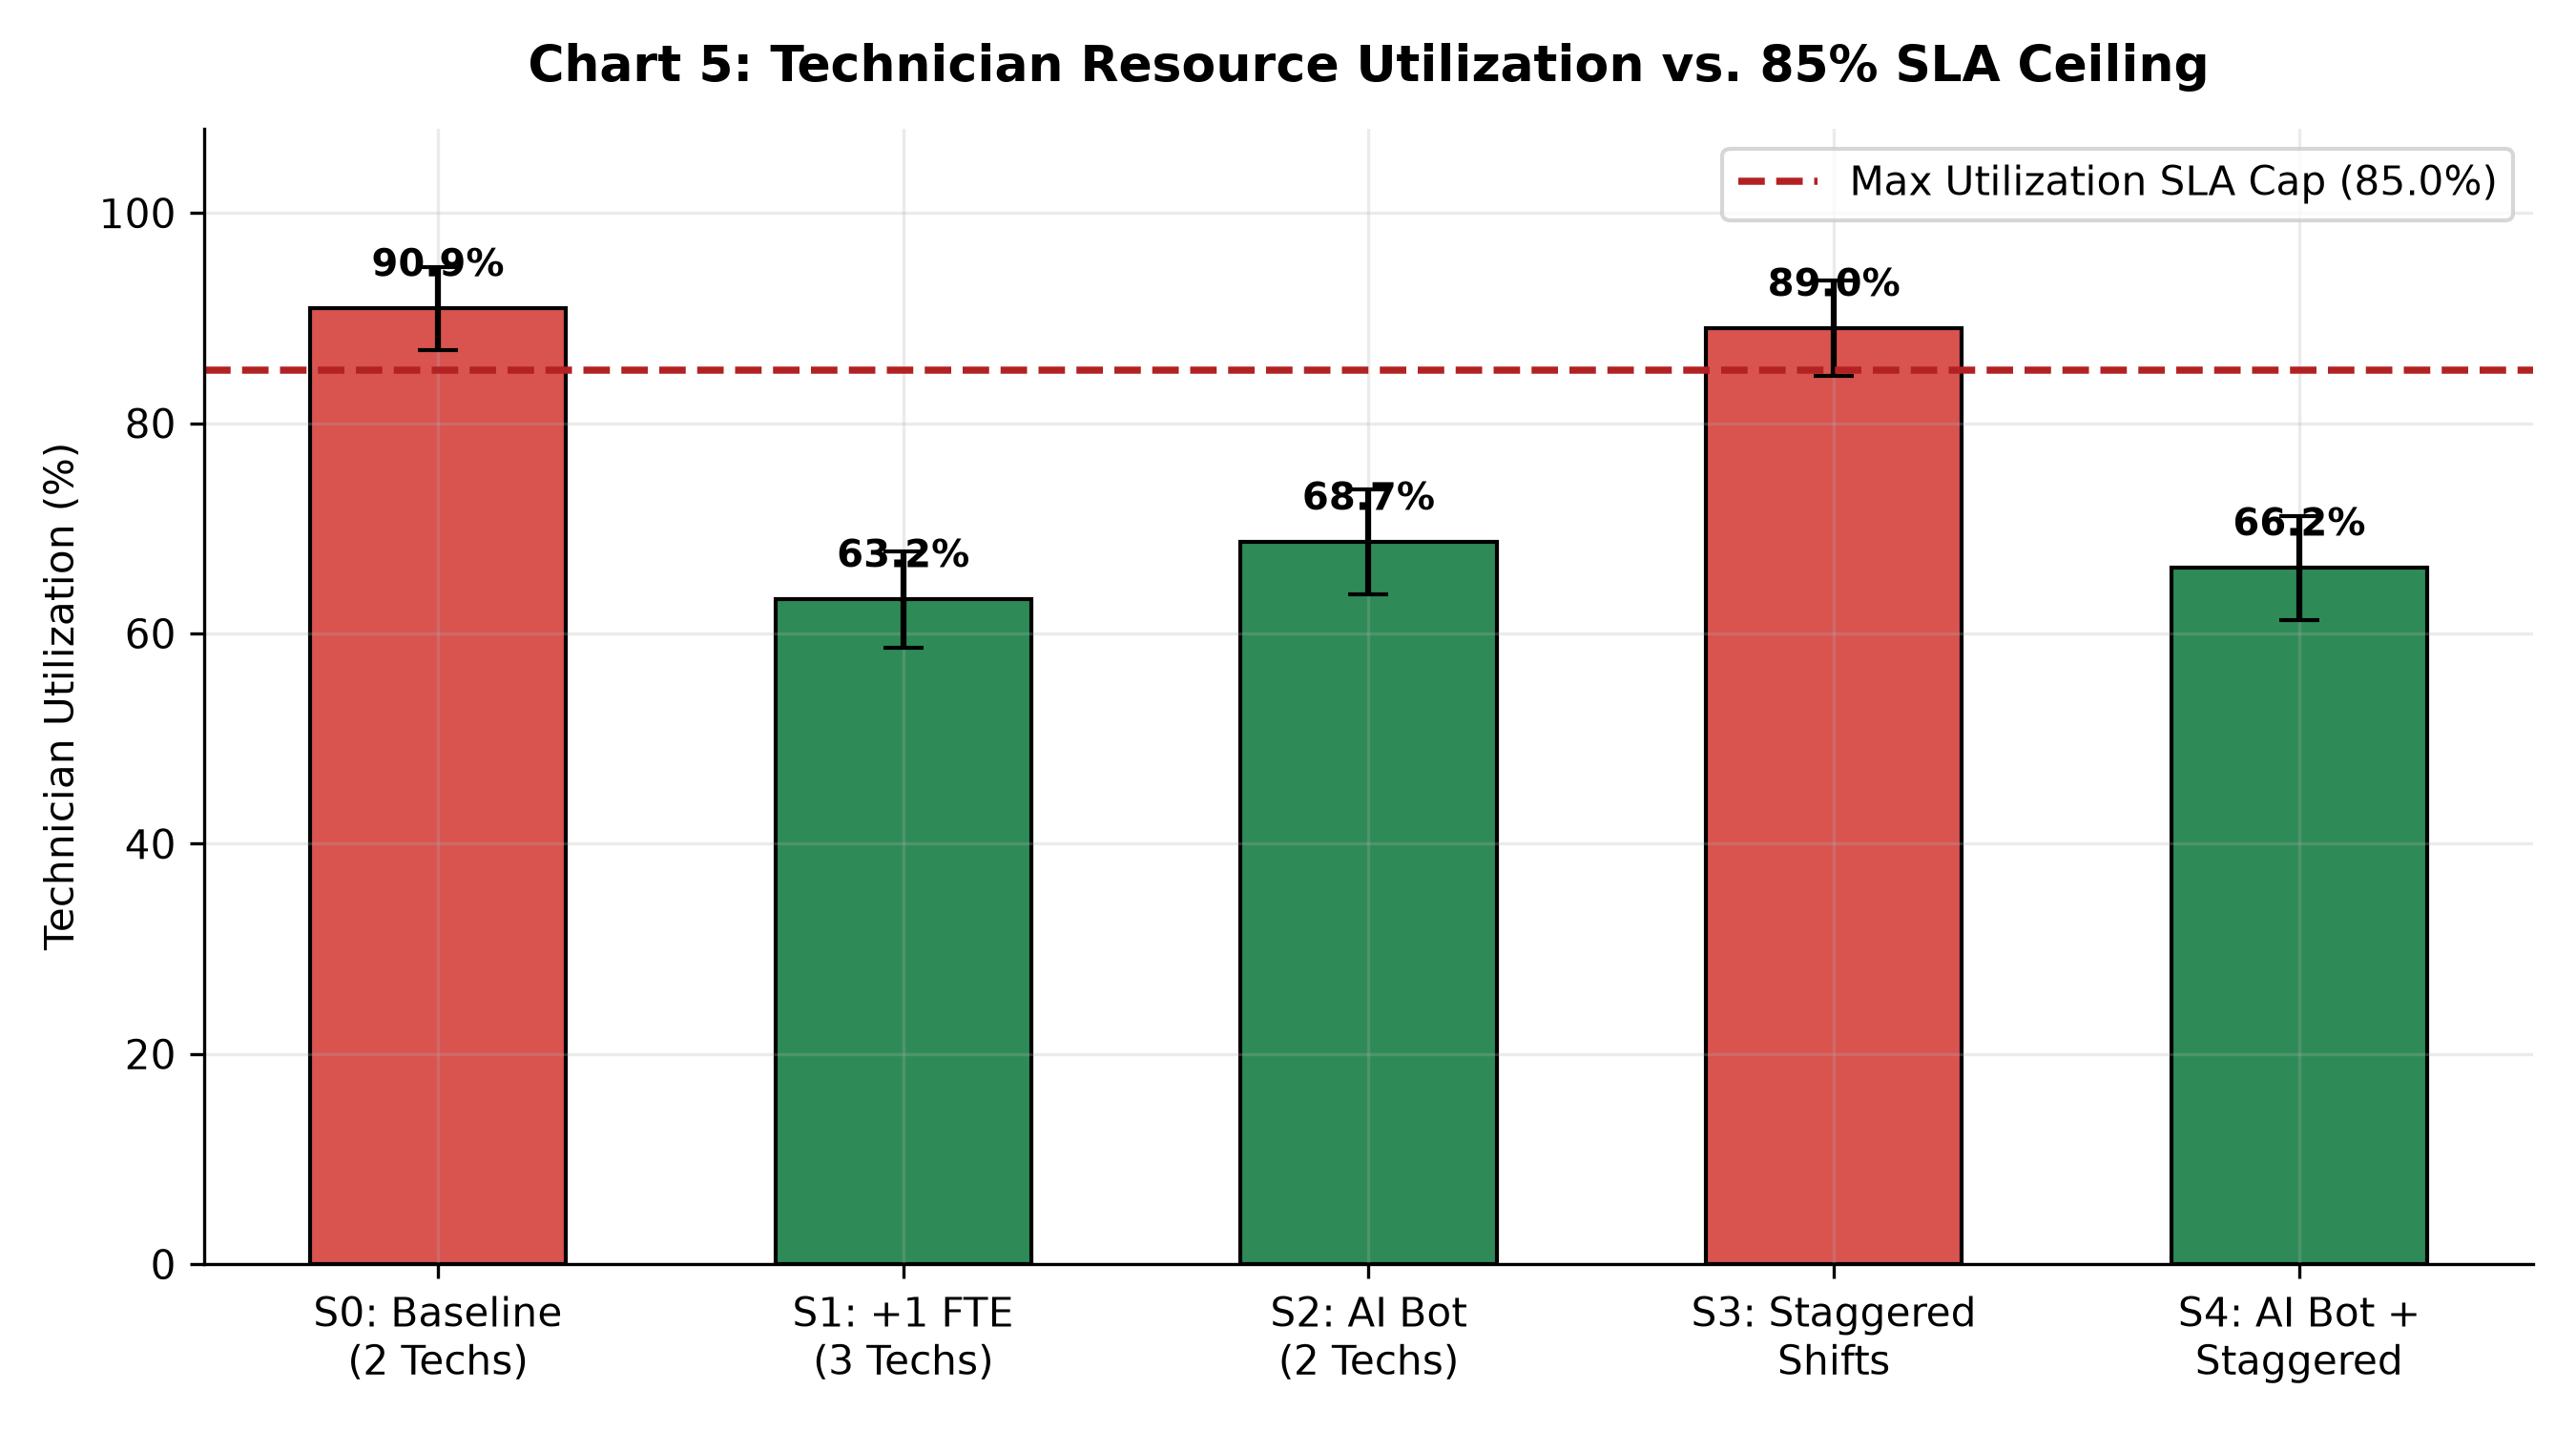 Chart 5: Technician Resource Utilization vs. 85% SLA Ceiling
Max Utilization SLA Cap (85.0%)
Technician Utilization (%)
100
80
60
40
20
0
90.9%
63.2%
68.7%
89.0%
66.2%
S0: Baseline
(2 Techs)
S1: +1 FTE
(3 Techs)
S2: AI Bot
(2 Techs)
S3: Staggered
Shifts
S4: AI Bot +
Staggered